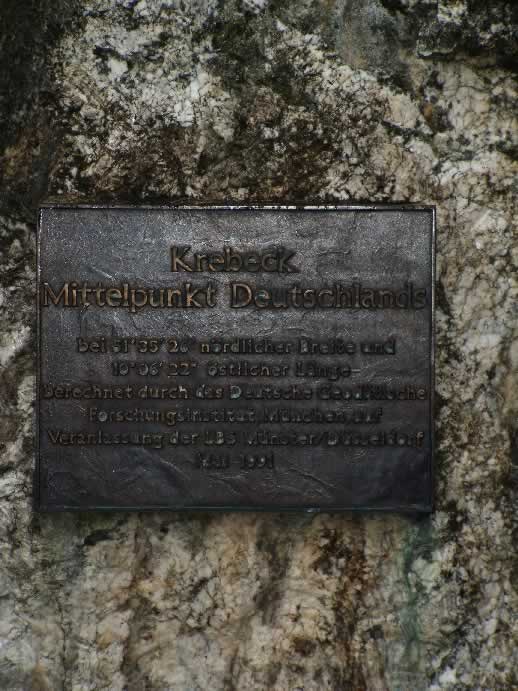 Krebeck
Mittelpunkt Deutschlands
bei 51°35'26" nördlicher Breite und
10°06'22" östlicher Länge-
berechnet durch das Deutsche Geodätische
Forschungsinstitut, München, auf
Veranlassung der LBS Münster/Düsseldorf
Mai 1991